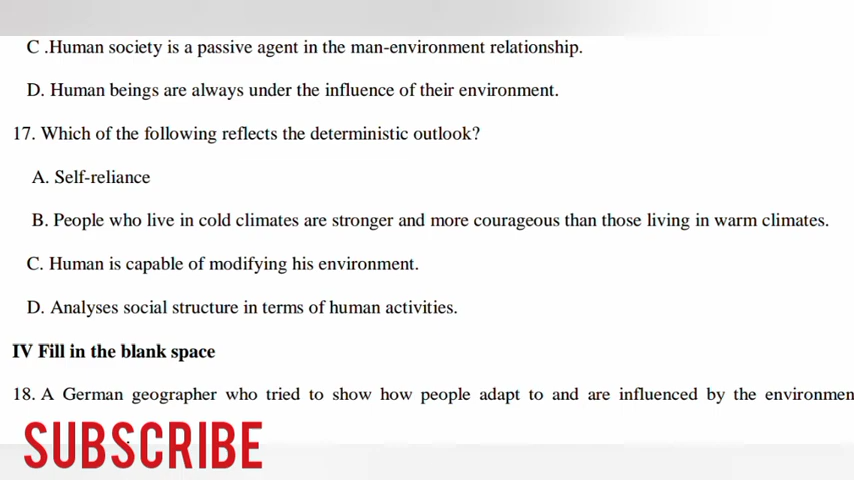 C .Human society is a passive agent in the man-environment relationship.
D. Human beings are always under the influence of their environment.
17. Which of the following reflects the deterministic outlook?
A. Self-reliance
B. People who live in cold climates are stronger and more courageous than those living in warm climates.
C. Human is capable of modifying his environment.
D. Analyses social structure in terms of human activities.
IV Fill in the blank space
18. A German geographer who tried to show how people adapt to and are influenced by the environmen
SUBSCRIBE